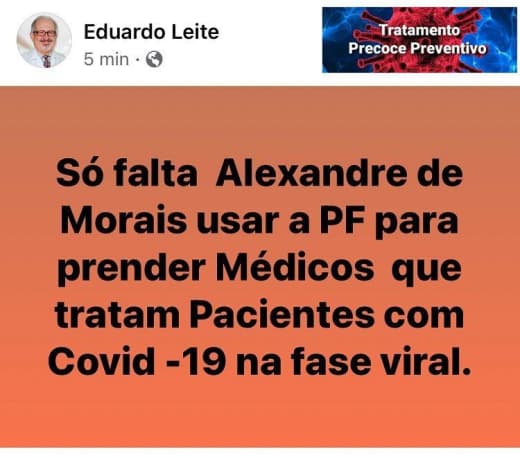 Eduardo Leite
5 min ·
Tratamento
Precoce Preventivo
Só falta Alexandre de
Morais usar a PF para
prender Médicos que
tratam Pacientes com
Covid -19 na fase viral.